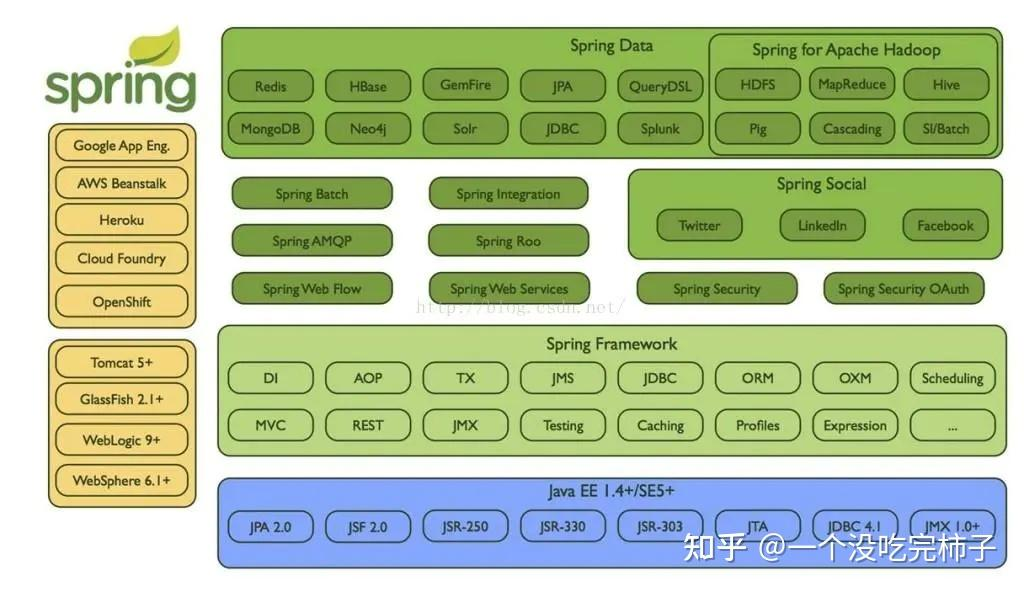 spring
Google App Eng.
AWS Beanstalk
Heroku
Cloud Foundry
OpenShift
Tomcat 5+
GlassFish 2.1+
WebLogic 9+
WebSphere 6.1+
Spring Data
Redis HBase GemFire JPA QueryDSL
MongoDB Neo4j Solr JDBC Splunk
Spring for Apache Hadoop
HDFS MapReduce Hive
Pig Cascading SI/Batch
Spring Batch Spring Integration
Spring AMQP Spring Roo
Spring Web Flow Spring Web Services
Spring Social
Twitter LinkedIn Facebook
Spring Security Spring Security OAuth
http://blog.csdn.net/
Spring Framework
DI AOP TX JMS JDBC ORM OXM Scheduling
MVC REST JMX Testing Caching Profiles Expression ...
Java EE 1.4+/SE5+
JPA 2.0 JSF 2.0 JSR-250 JSR-330 JSR-303 JTA JDBC 4.1 JMX 1.0+
知乎 @一个没吃完柿子